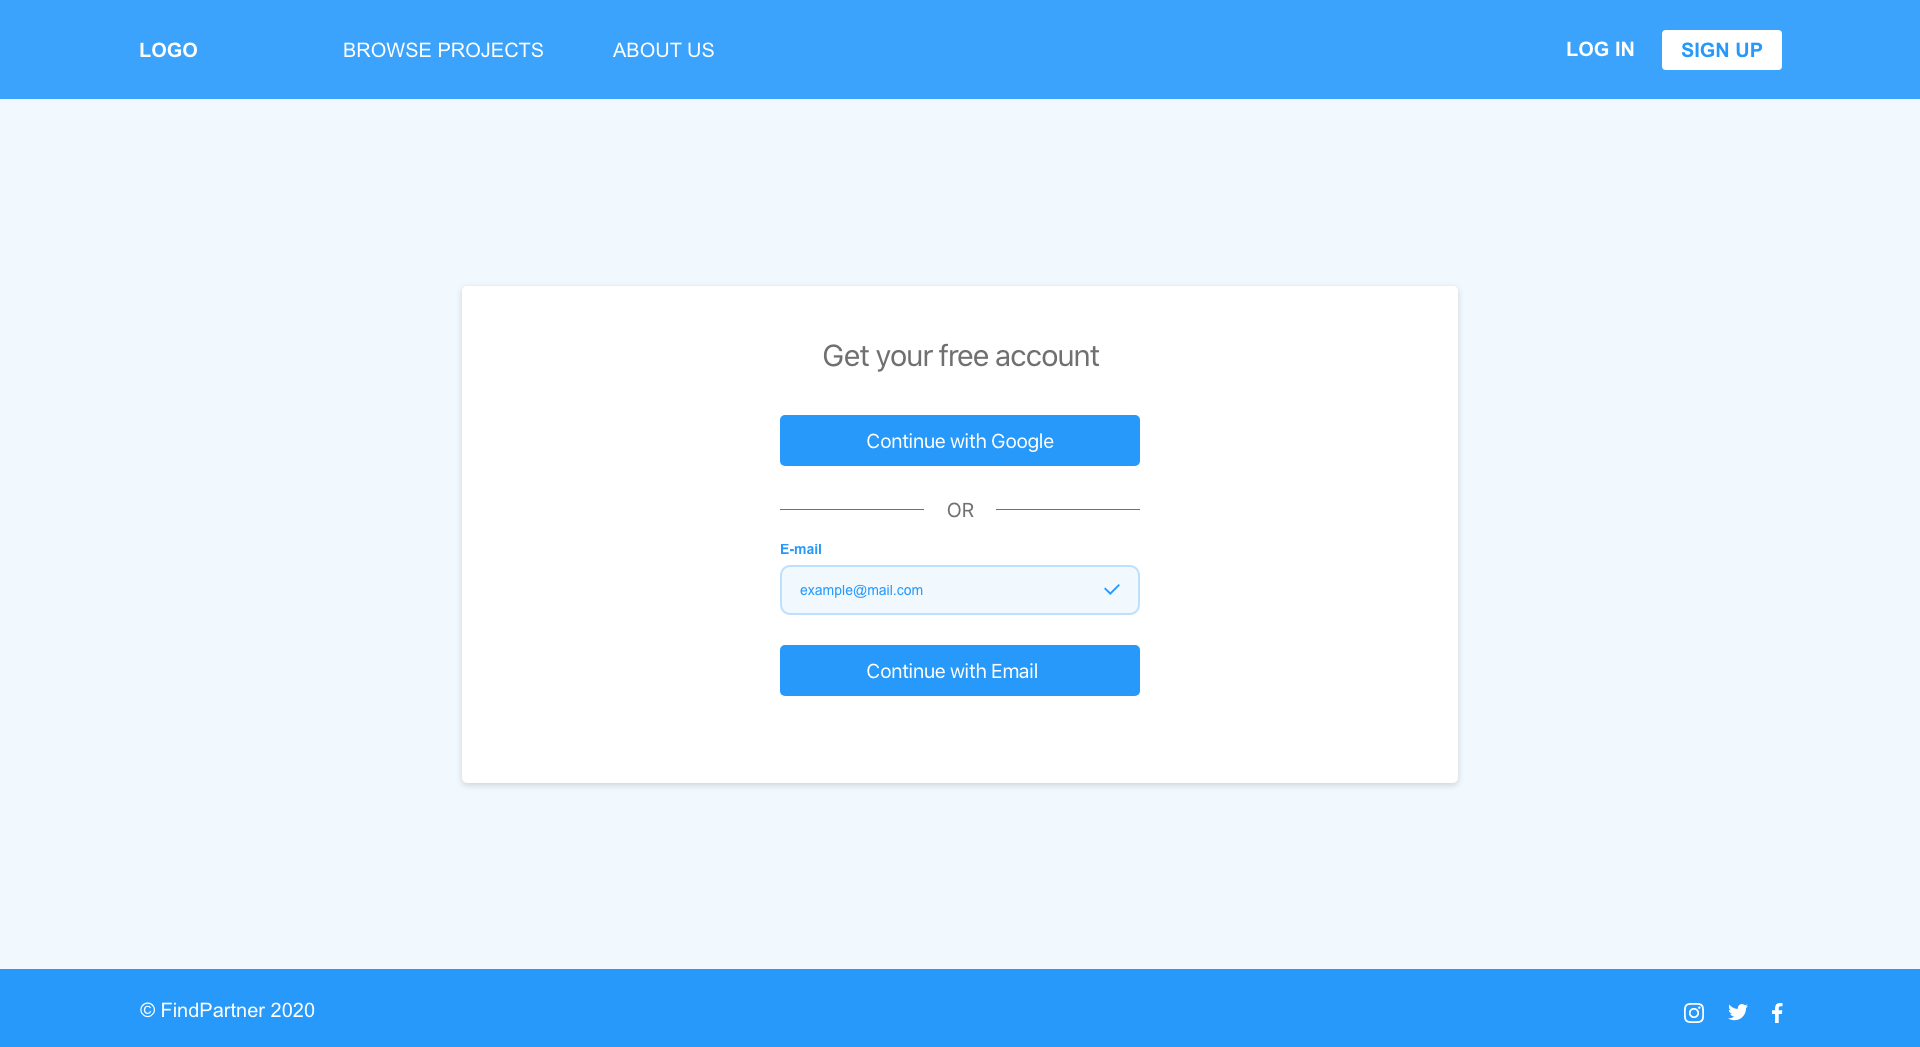 LOGO
BROWSE PROJECTS
ABOUT US
LOG IN
SIGN UP
Get your free account
Continue with Google
OR
E-mail
example@mail.com
Continue with Email
© FindPartner 2020